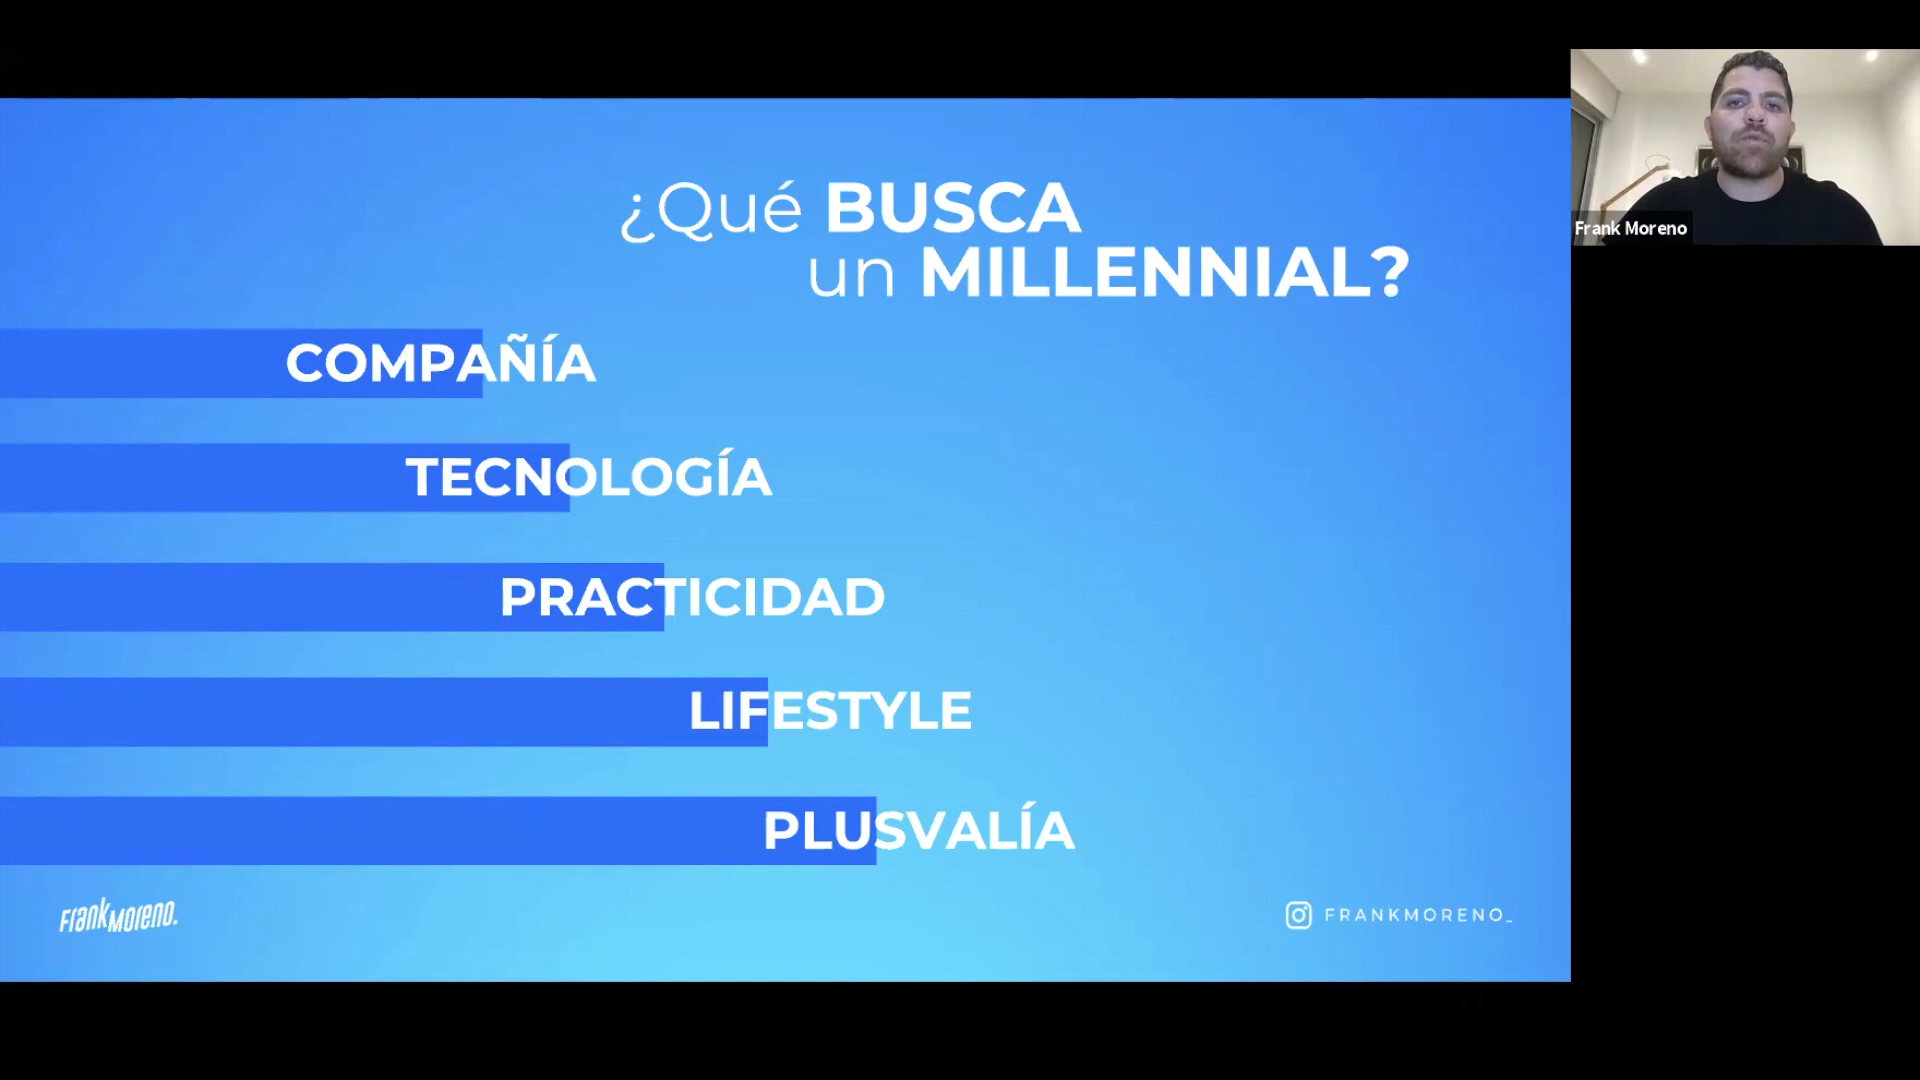 ¿Qué BUSCA
un MILLENNIAL?
COMPAÑÍA
TECNOLOGÍA
PRACTICIDAD
LIFESTYLE
PLUSVALÍA
FrankMoreno.
FRANKMORENO_
Frank Moreno